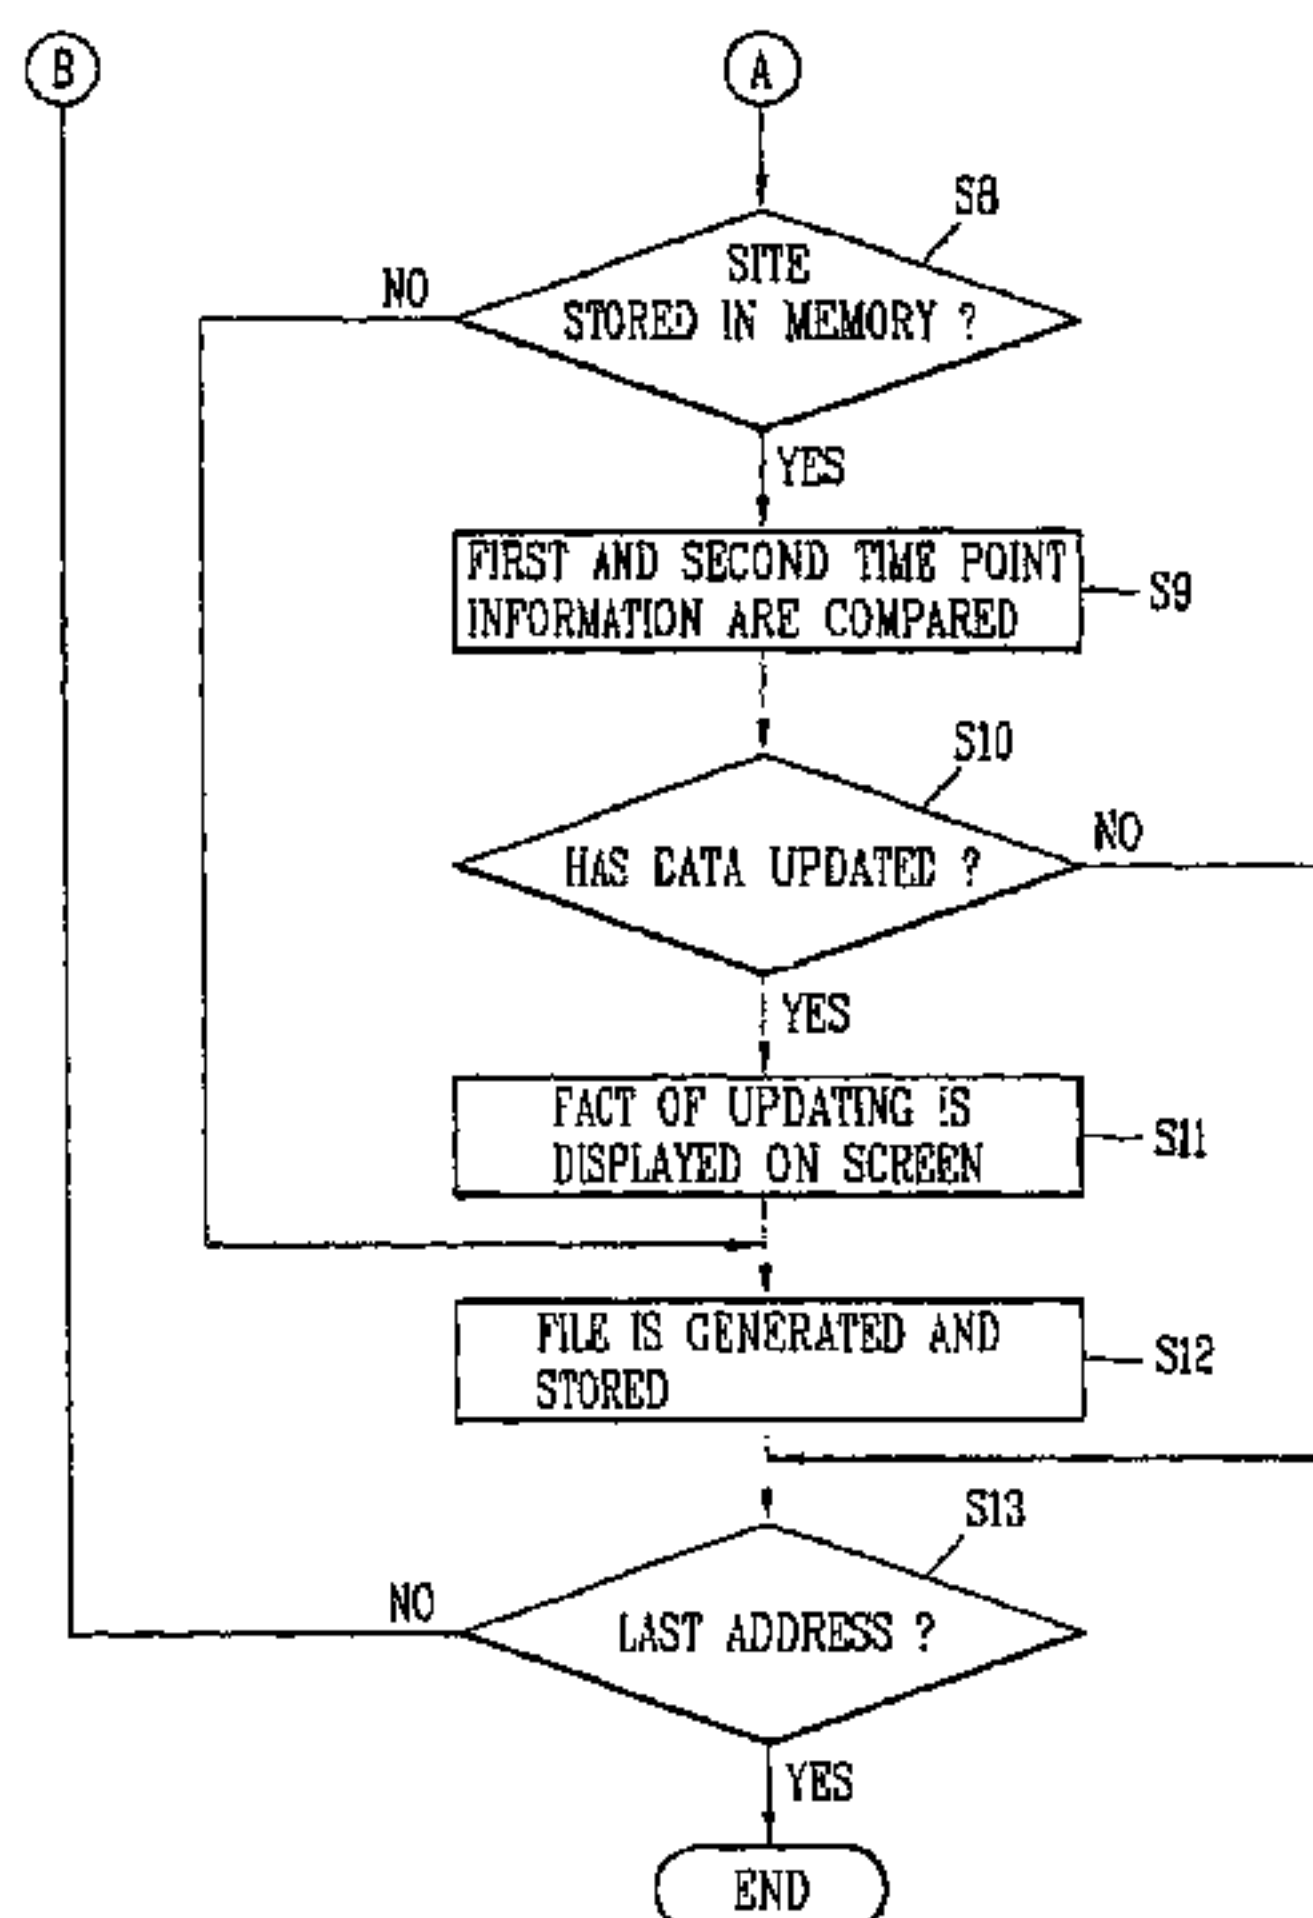 B
A
S8
SITE
STORED IN MEMORY ?
NO
YES
FIRST AND SECOND TIME POINT
INFORMATION ARE COMPARED
S9
S10
HAS DATA UPDATED ?
NO
YES
FACT OF UPDATING IS
DISPLAYED ON SCREEN
S11
FILE IS GENERATED AND
STORED
S12
S13
LAST ADDRESS ?
NO
YES
END